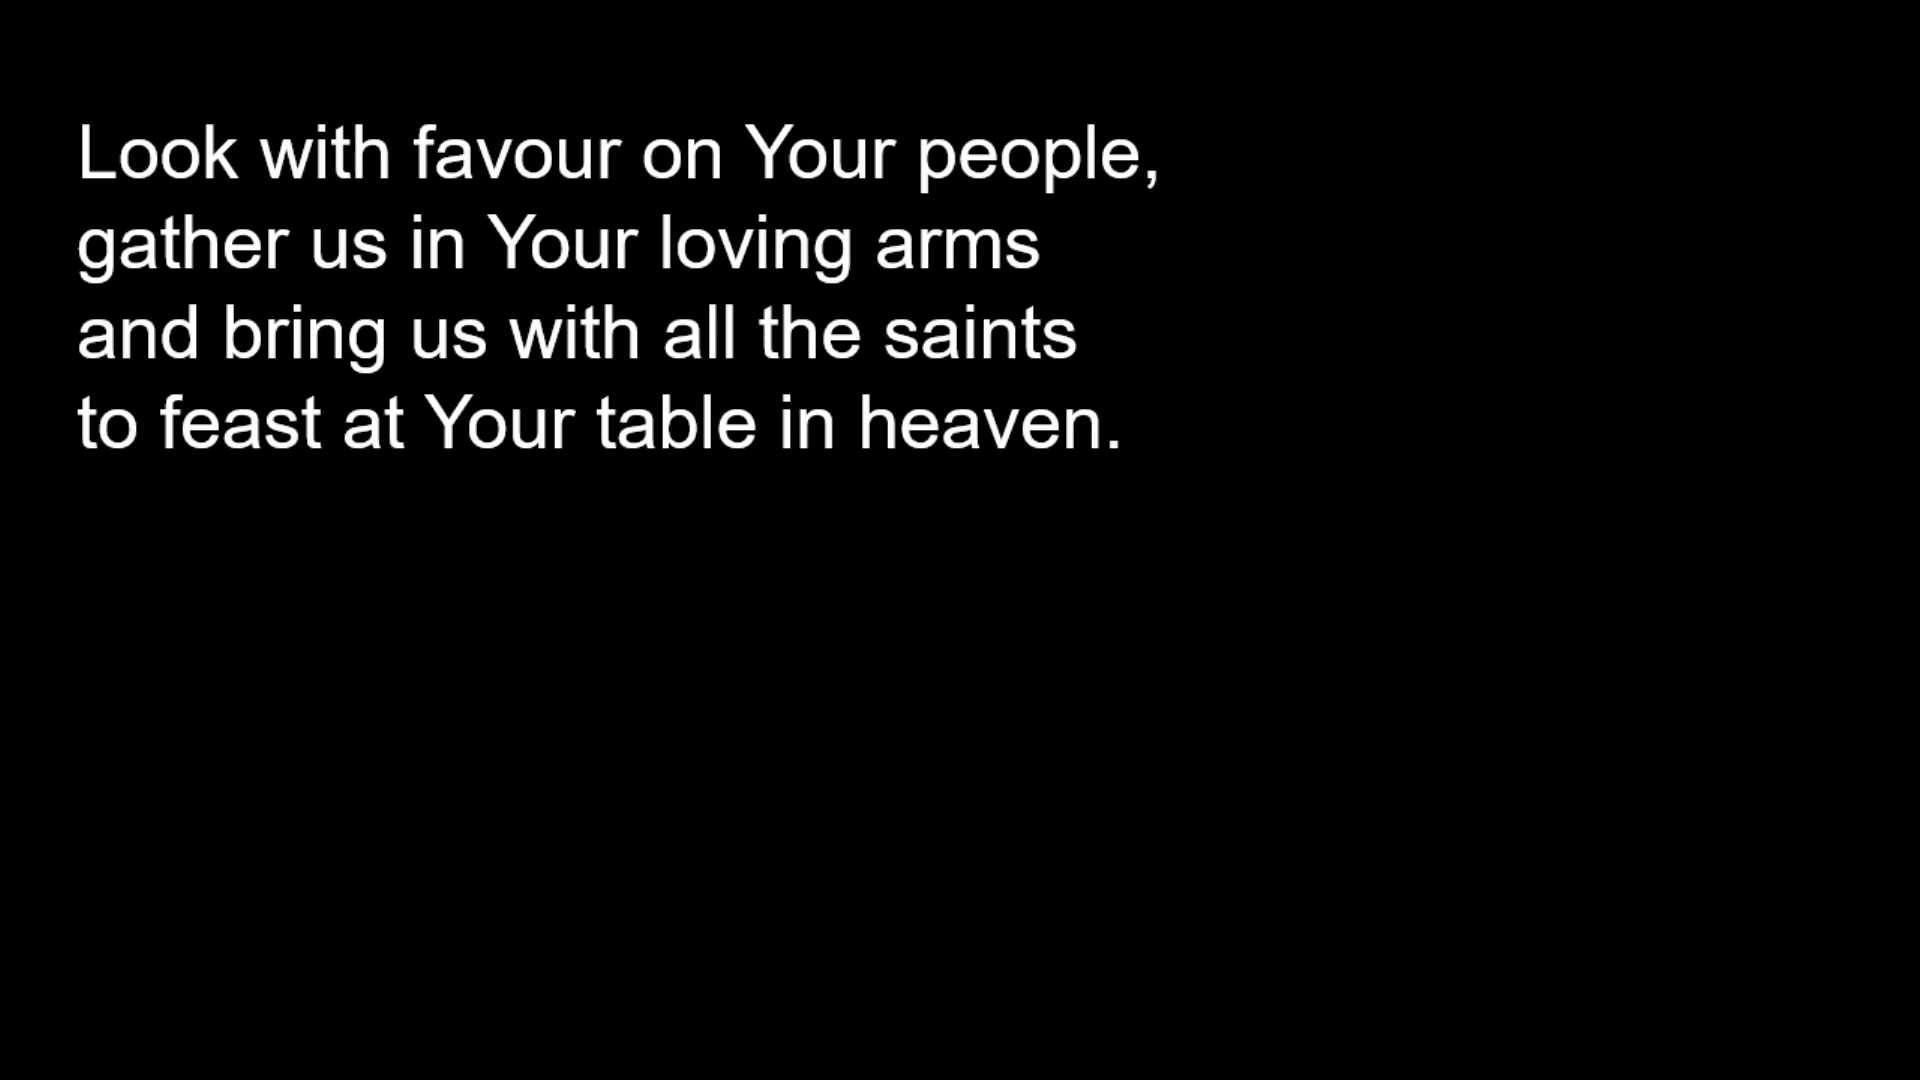 Look with favour on Your people,
gather us in Your loving arms
and bring us with all the saints
to feast at Your table in heaven.